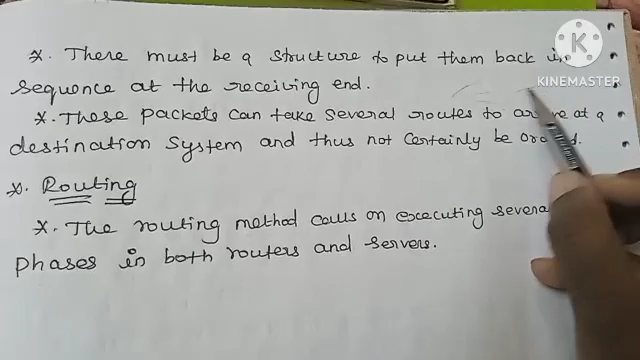 *. There must be a structure to put them back in
sequence at the receiving end.
*. These packets can take several routes to at a
destination system and thus not certainly be
*. Routing
*. The routing method calls on executing
phases in both routers and servers.
K
KINEMASTER